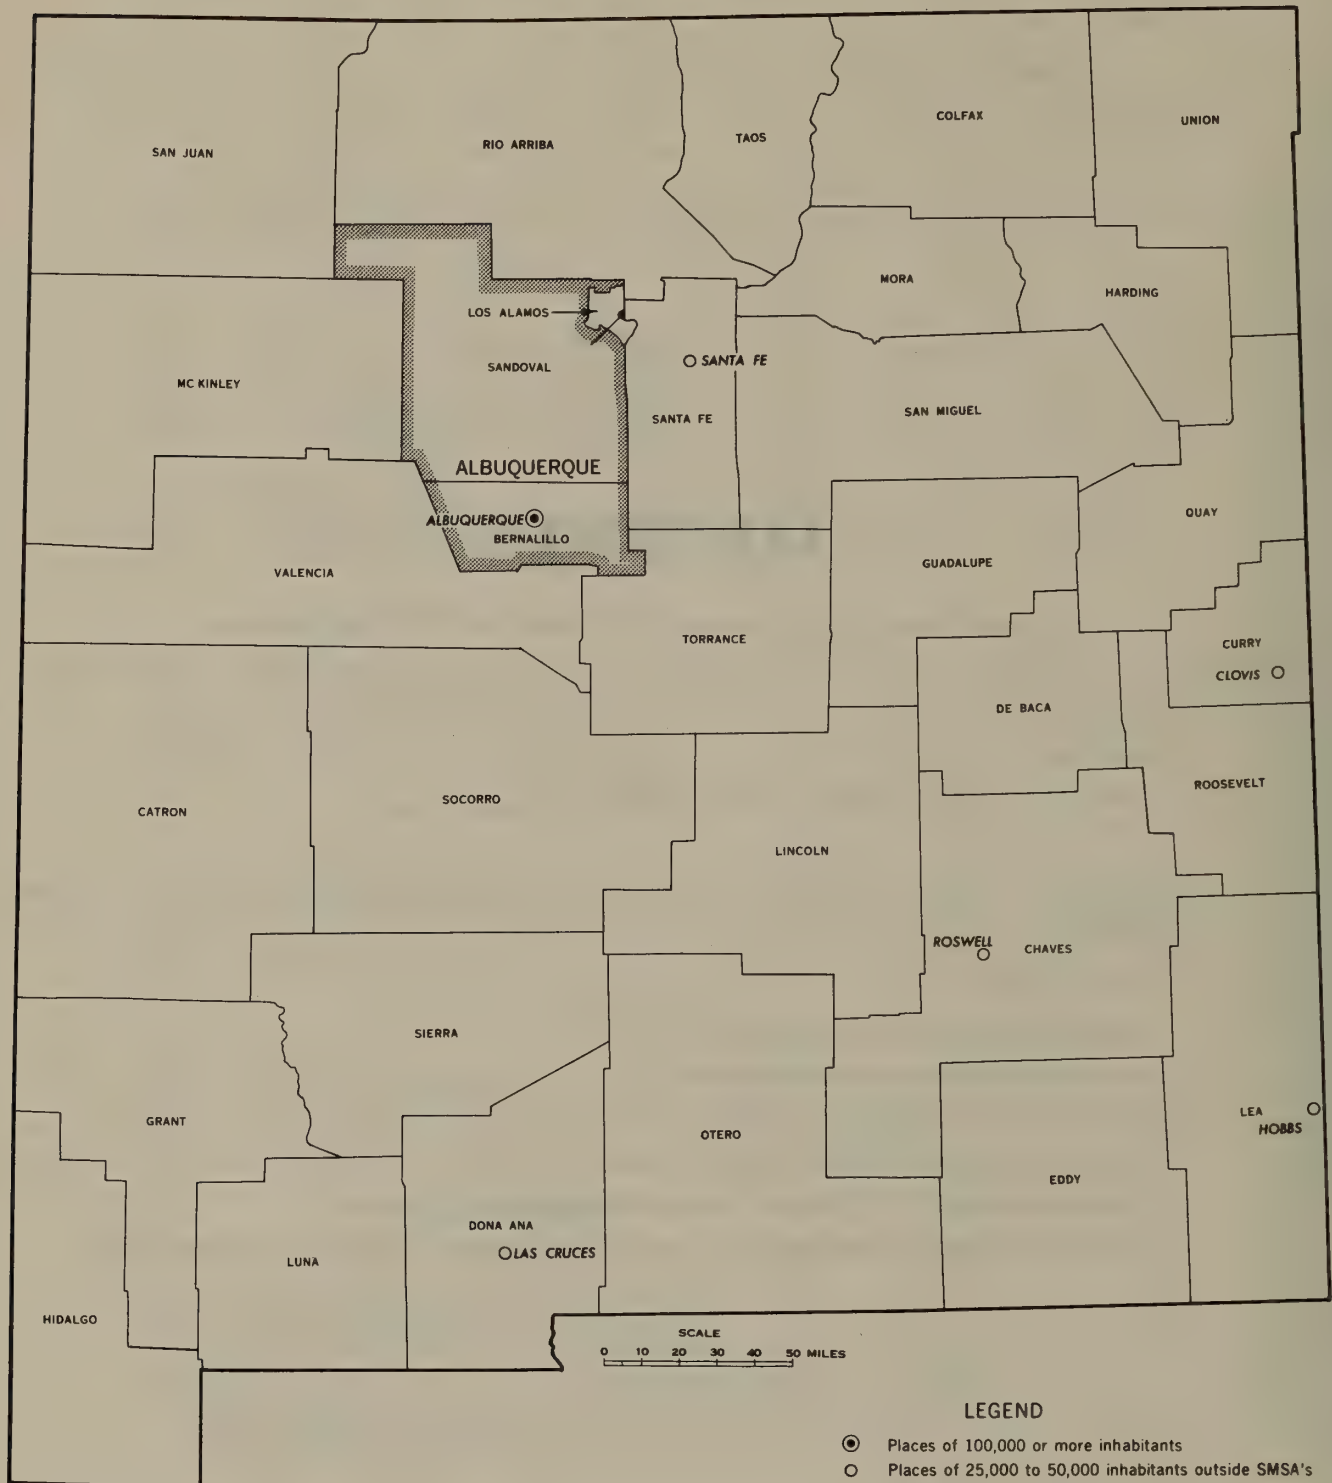 COLFAX
UNION
SAN JUAN
RIO ARRIBA
TAOS
MORA
HARDING
LOS ALAMOS
SANDOVAL
SANTA FE
MC KINLEY
SANTA FE
SAN MIGUEL
ALBUQUERQUE
ALBUQUERQUE
BERNALILLO
QUAY
VALENCIA
GUADALUPE
TORRANCE
CURRY
CLOVIS
DE BACA
CATRON
SOCORRO
ROOSEVELT
LINCOLN
ROSWELL
CHAVES
SIERRA
GRANT
OTERO
LEA
HOBBS
EDDY
DONA ANA
LAS CRUCES
LUNA
HIDALGO
SCALE
0 10 20 30 40 50 MILES
LEGEND
Places of 100,000 or more inhabitants
Places of 25,000 to 50,000 inhabitants outside SMSA's